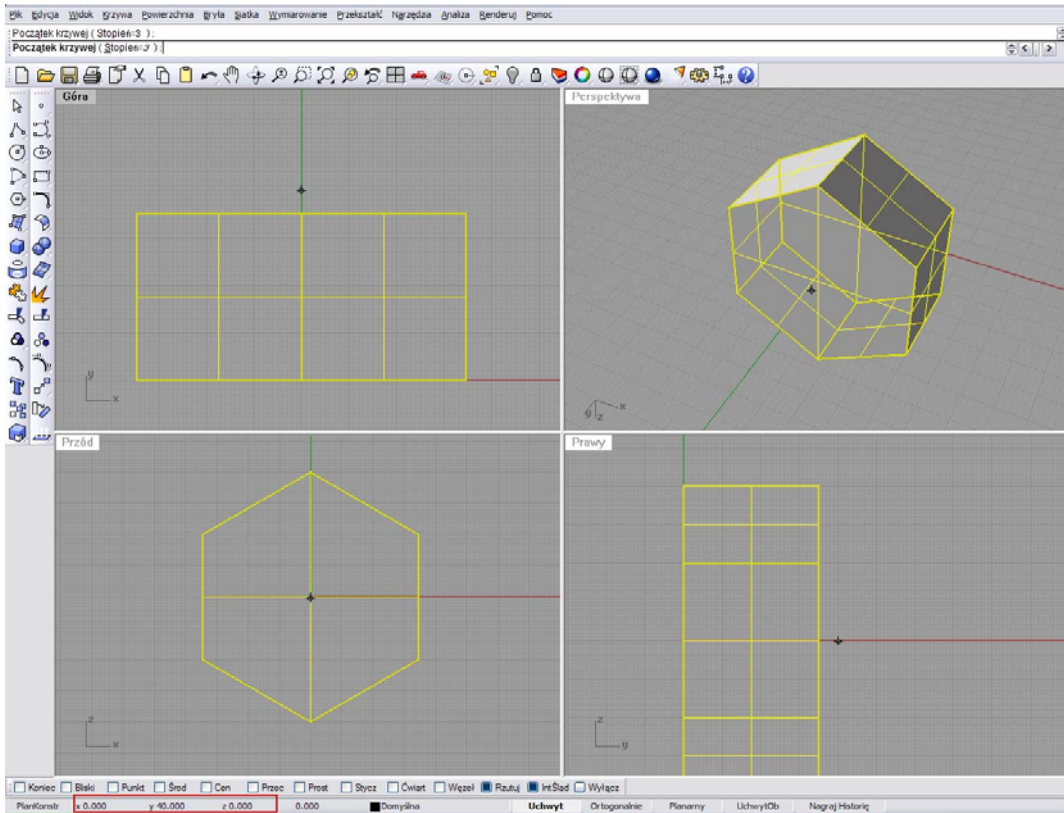 Plik Edycja Widok Krzywa Powierzchnia Bryła Siatka Wymiarowanie Przekształć Narzędzia Analiza Renderuj Pomoc
Początek krzywej ( Stopień=3 ):
Początek krzywej ( Stopień=3 ):
Góra
Perspektywa
y
x
y z x
Przód
Prawy
z
x
z
y
Koniec Bliski Punkt Środ Cen Przec Prost Stycz Ćwiart Węzeł Rzutuj IntŚlad Wyłącz
PlanKonstr x 0.000 y 40.000 z 0.000 0.000 Domyślna Uchwyt Ortogonalnie Planarny UchwytOb Nagraj Historię